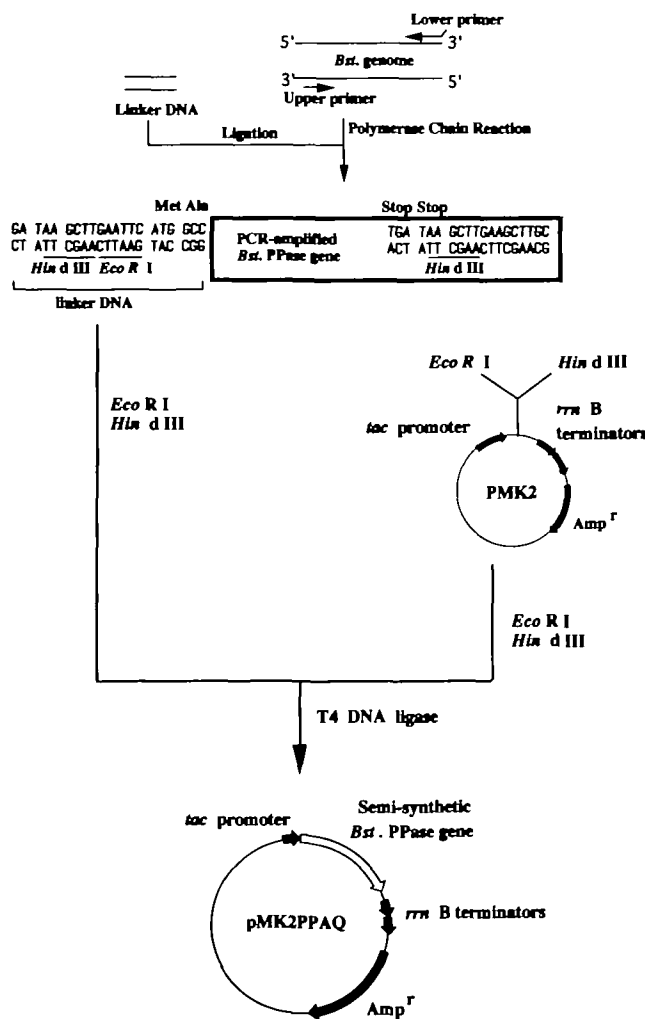 Lower primer
5' 3'
Bst. genome
3' 5'
Upper primer
Linker DNA
Ligation
Polymerase Chain Reaction
Met Ala
GA TAA GCTTGAATTC ATG GCC
CT ATT CGAACTTAAG TAC CGG
Hin d III Eco R I
linker DNA
Stop Stop
PCR-amplified
Bst. PPase gene
TGA TAA GCTTGAAGCTTGC
ACT ATT CGAACTTCGAACG
Hin d III
Eco R I
Hin d III
Eco R I Hin d III
tac promoter
rrn B
terminators
PMK2
Amp r
Eco R I
Hin d III
T4 DNA ligase
tac promoter
Semi-synthetic
Bst . PPase gene
rrn B terminators
pMK2PPAQ
Amp r